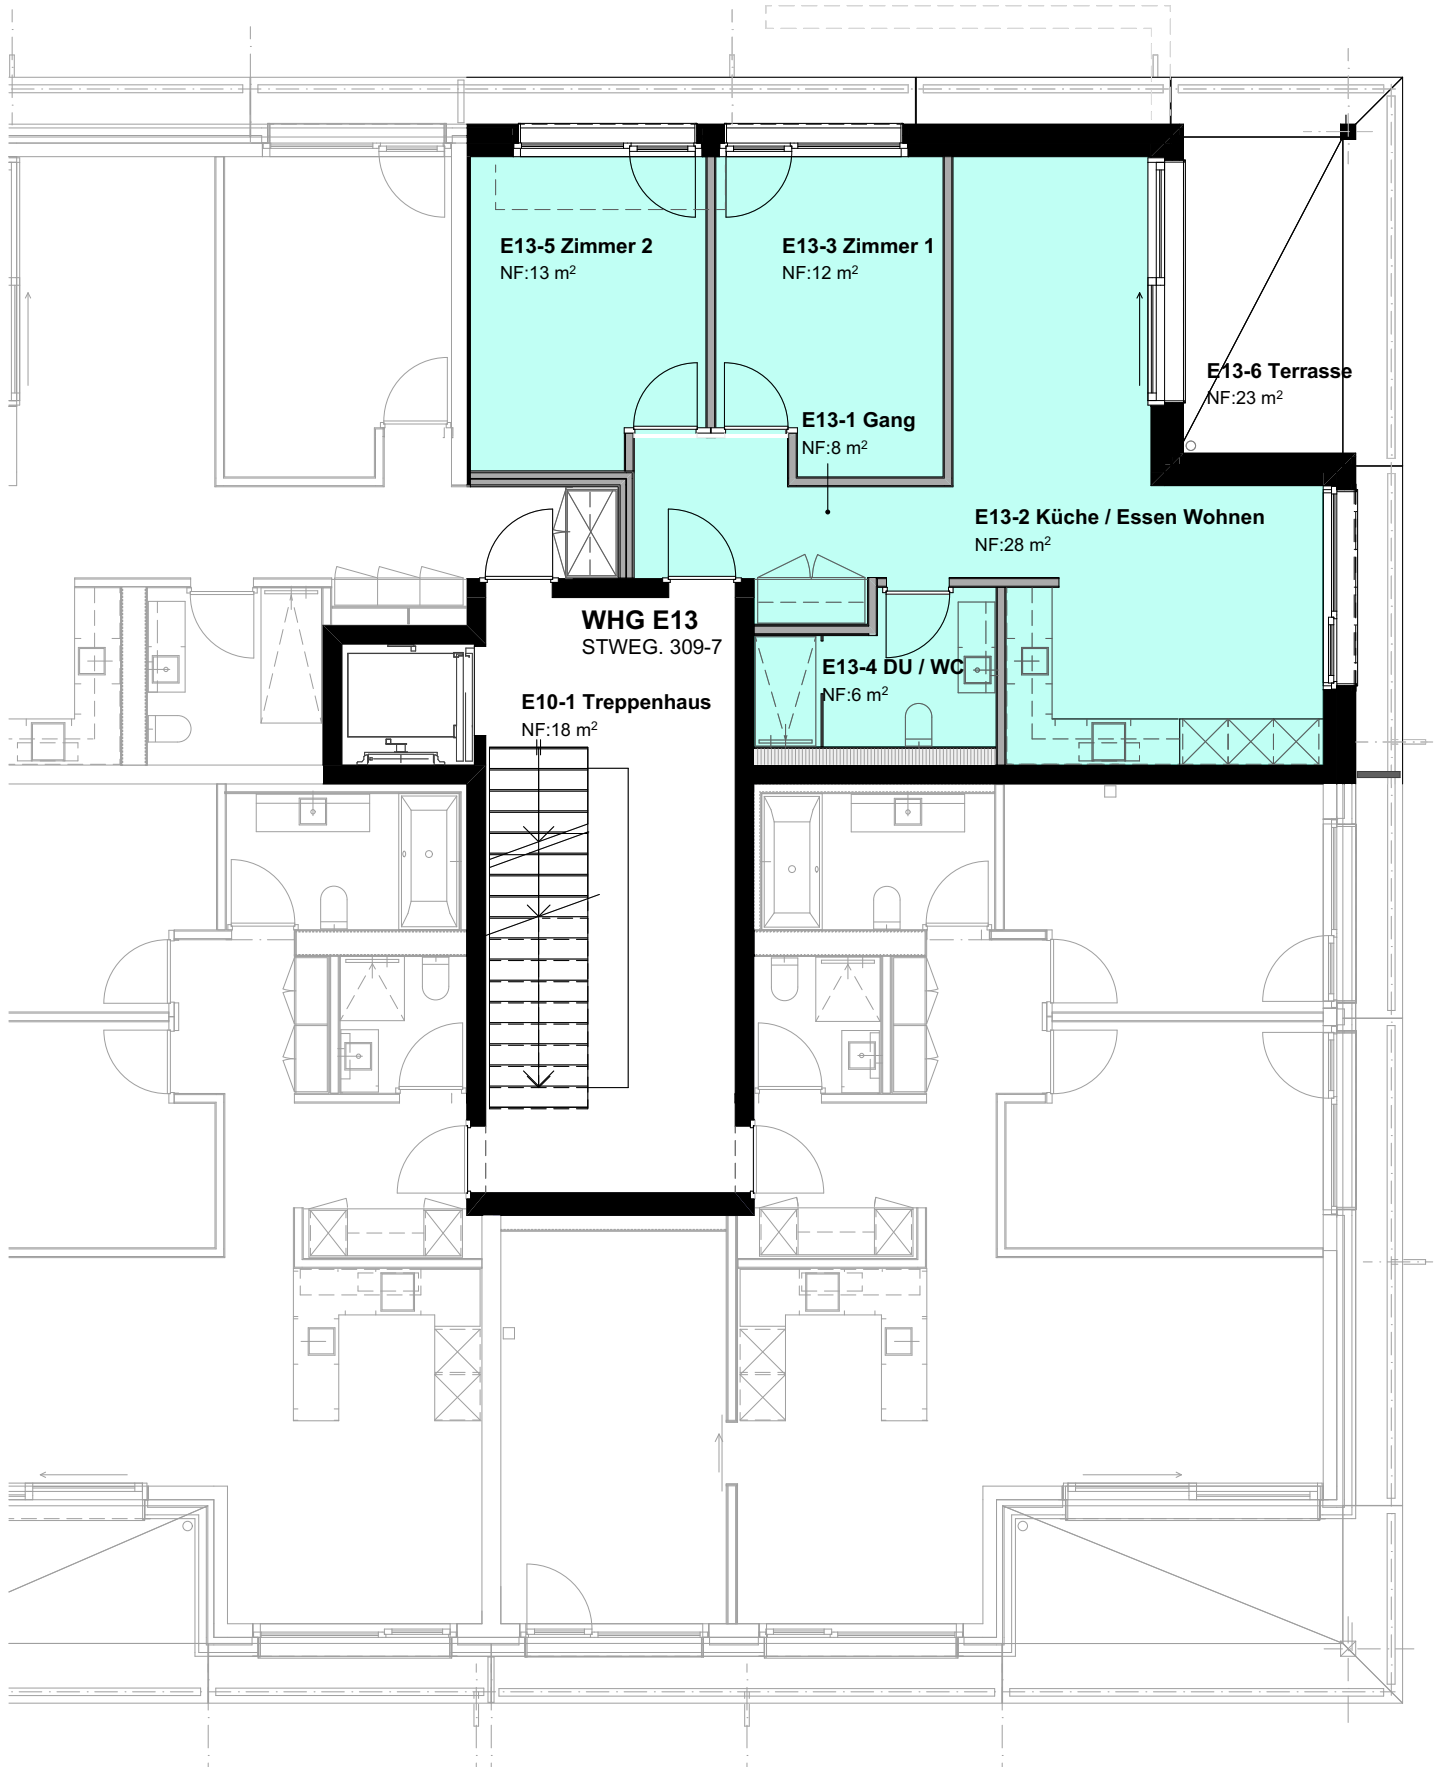 E13-5 Zimmer 2
NF:13 m²
E13-3 Zimmer 1
NF:12 m²
E13-6 Terrasse
NF:23 m²
E13-1 Gang
NF:8 m²
E13-2 Küche / Essen Wohnen
NF:28 m²
WHG E13
STWEG. 309-7
E13-4 DU / WC
NF:6 m²
E10-1 Treppenhaus
NF:18 m²